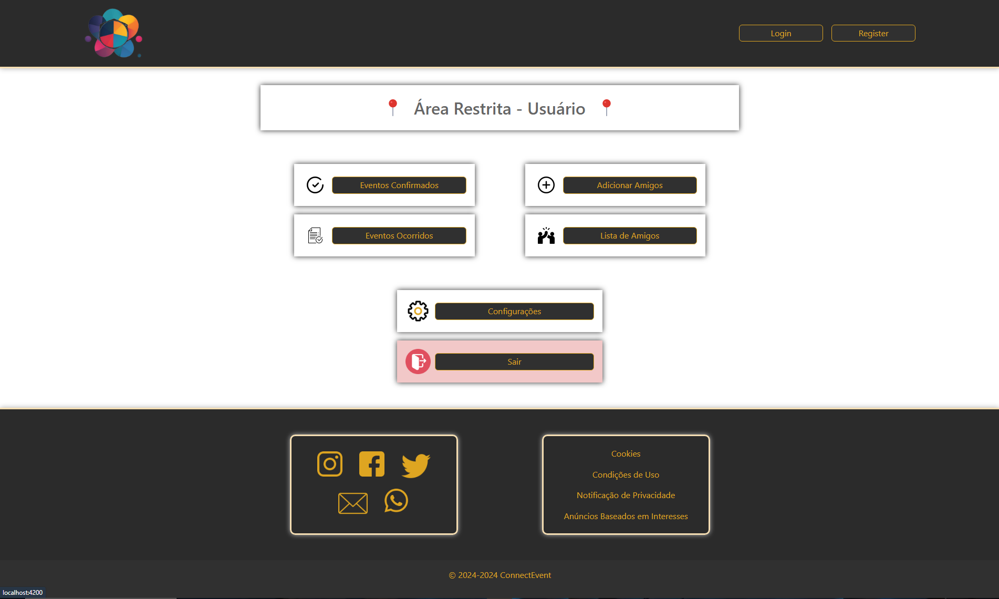 Login
Register
Área Restrita - Usuário
Eventos Confirmados
Adicionar Amigos
Eventos Ocorridos
Lista de Amigos
Configurações
Sair
Cookies
Condições de Uso
Notificação de Privacidade
Anúncios Baseados em Interesses
© 2024-2024 ConnectEvent
localhost:4200